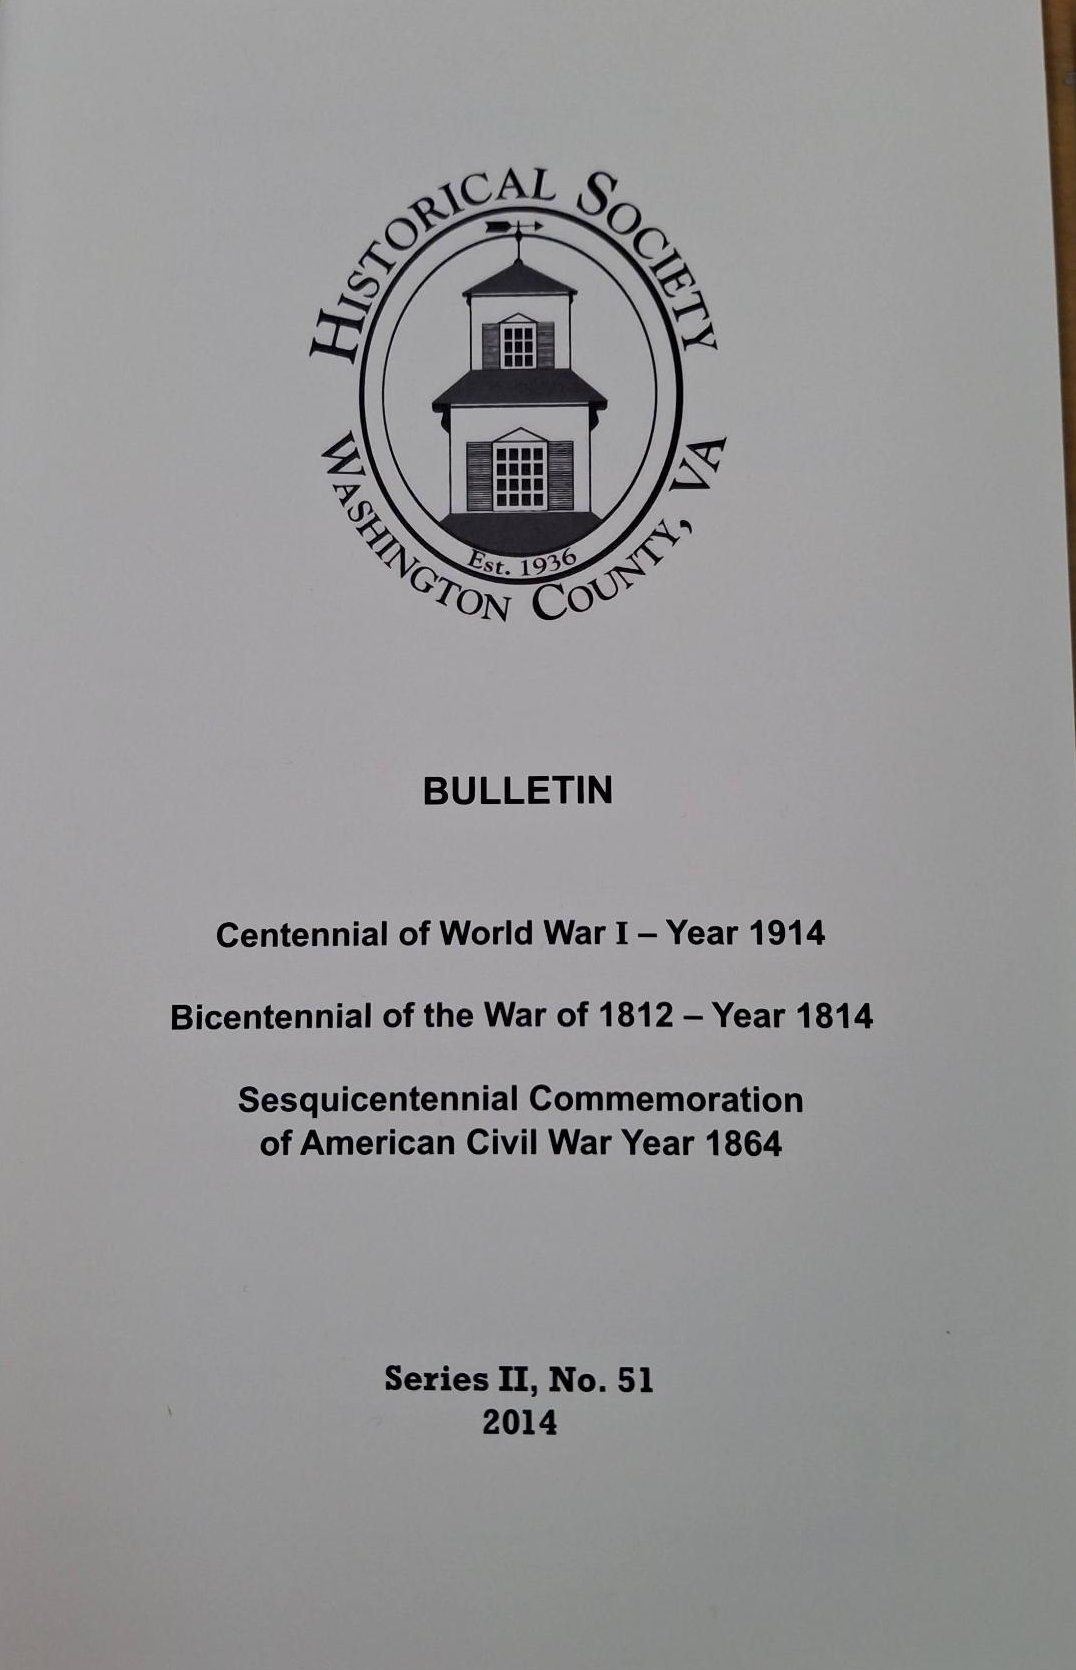 HISTORICAL SOCIETY
Est. 1936
WASHINGTON COUNTY, VA
BULLETIN
Centennial of World War I – Year 1914
Bicentennial of the War of 1812 – Year 1814
Sesquicentennial Commemoration
of American Civil War Year 1864
Series II, No. 51
2014